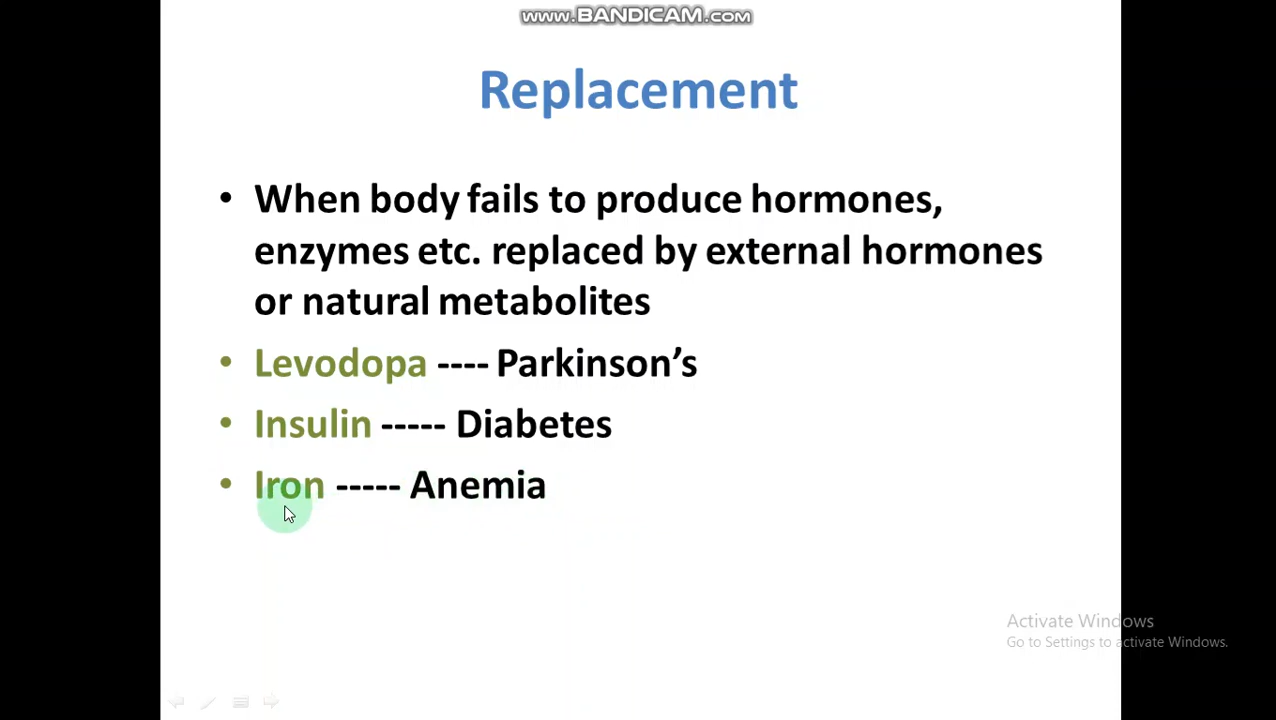 www.BANDICAM.com
Replacement
• When body fails to produce hormones,
enzymes etc. replaced by external hormones
or natural metabolites
• Levodopa ---- Parkinson’s
• Insulin ----- Diabetes
• Iron ----- Anemia
Activate Windows
Go to Settings to activate Windows.